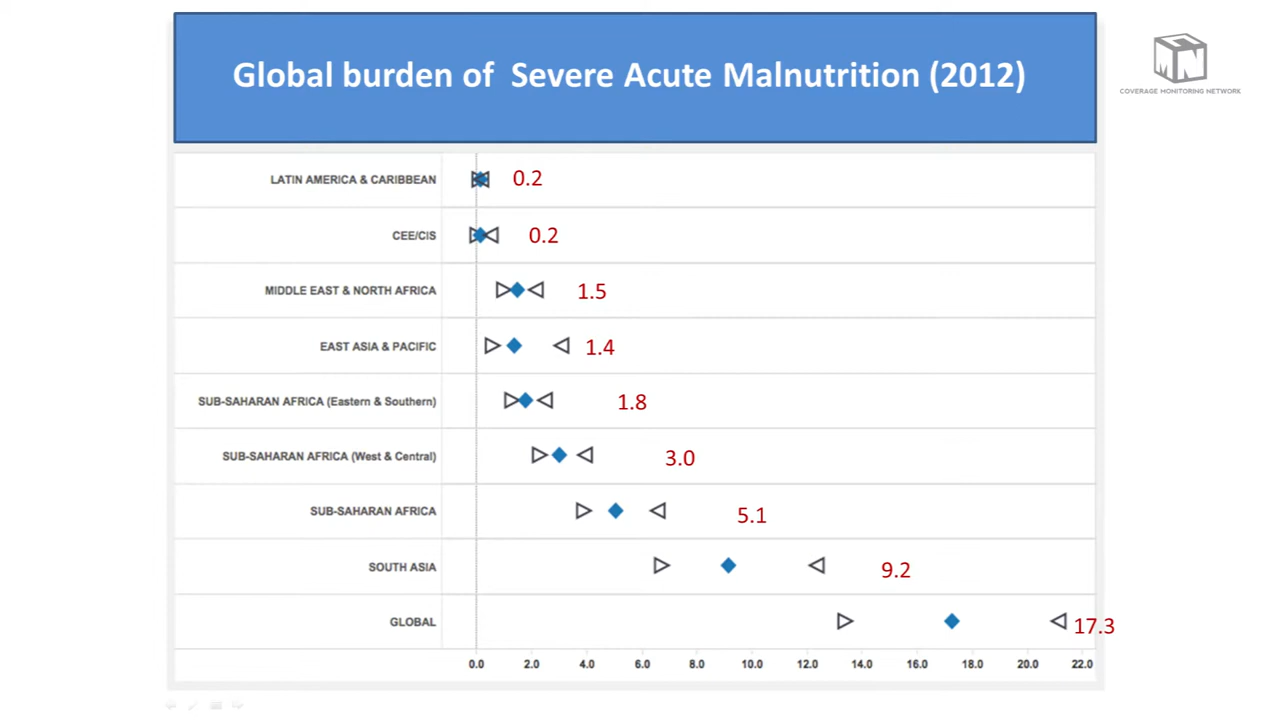 Global burden of Severe Acute Malnutrition (2012)
COVERAGE MONITORING NETWORK
LATIN AMERICA & CARIBBEAN 0.2
CEE/CIS 0.2
MIDDLE EAST & NORTH AFRICA 1.5
EAST ASIA & PACIFIC 1.4
SUB-SAHARAN AFRICA (Eastern & Southern) 1.8
SUB-SAHARAN AFRICA (West & Central) 3.0
SUB-SAHARAN AFRICA 5.1
SOUTH ASIA 9.2
GLOBAL 17.3
0.0 2.0 4.0 6.0 8.0 10.0 12.0 14.0 16.0 18.0 20.0 22.0